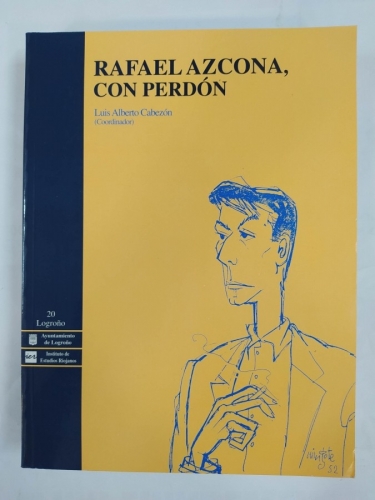 RAFAEL AZCONA,
CON PERDÓN
Luis Alberto Cabezón
(Coordinador)
20
Logroño
Ayuntamiento
de Logroño
Instituto de
Estudios Riojanos